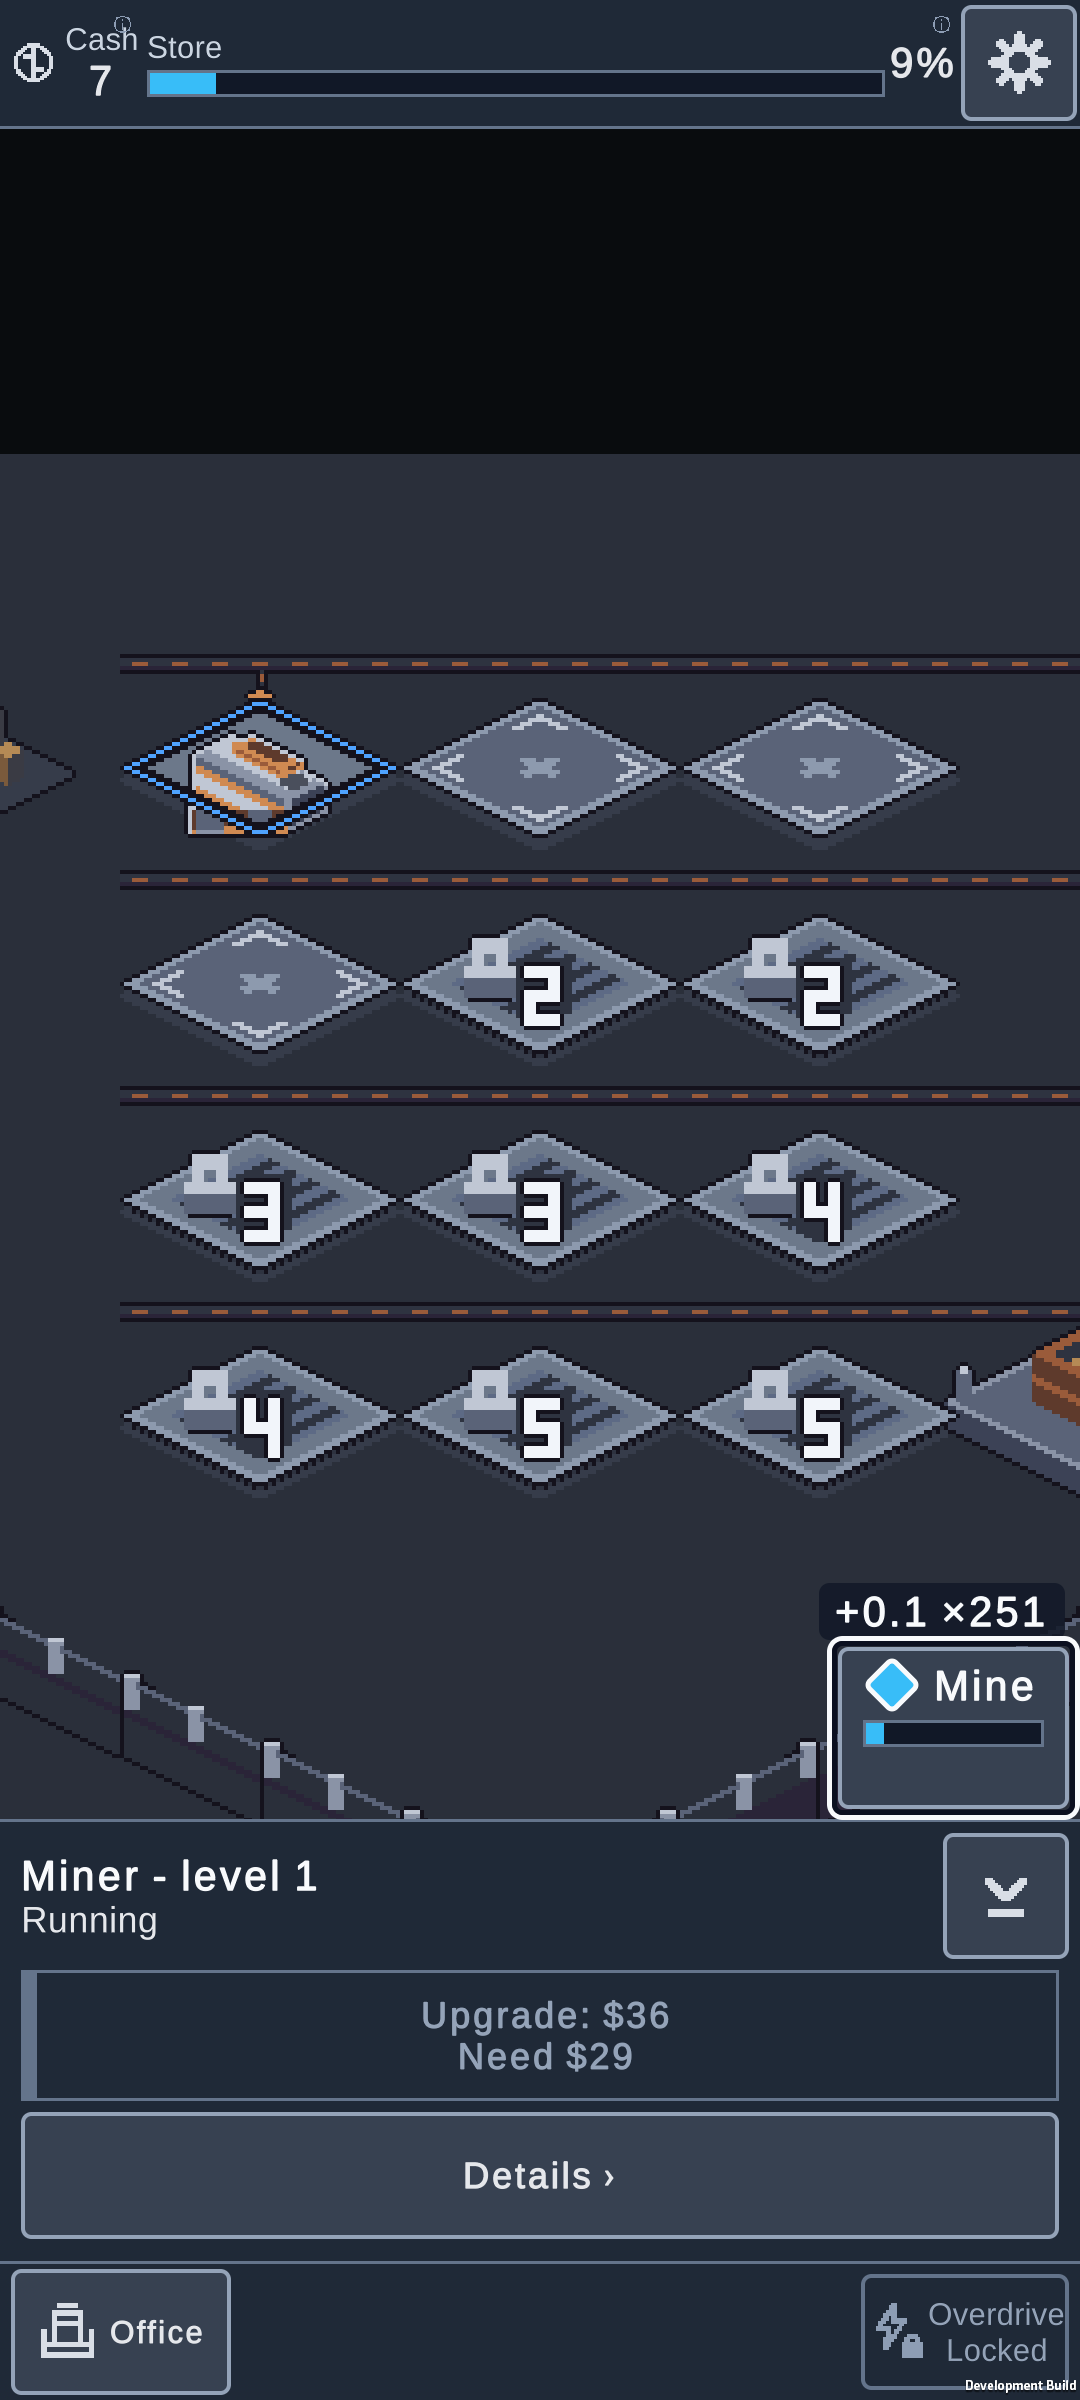 Cash
7
Store
9%
2
2
3
3
4
4
5
5
+0.1 ×251
Mine
Miner - level 1
Running
Upgrade: $36
Need $29
Details ›
Office
Overdrive
Locked
Development Build